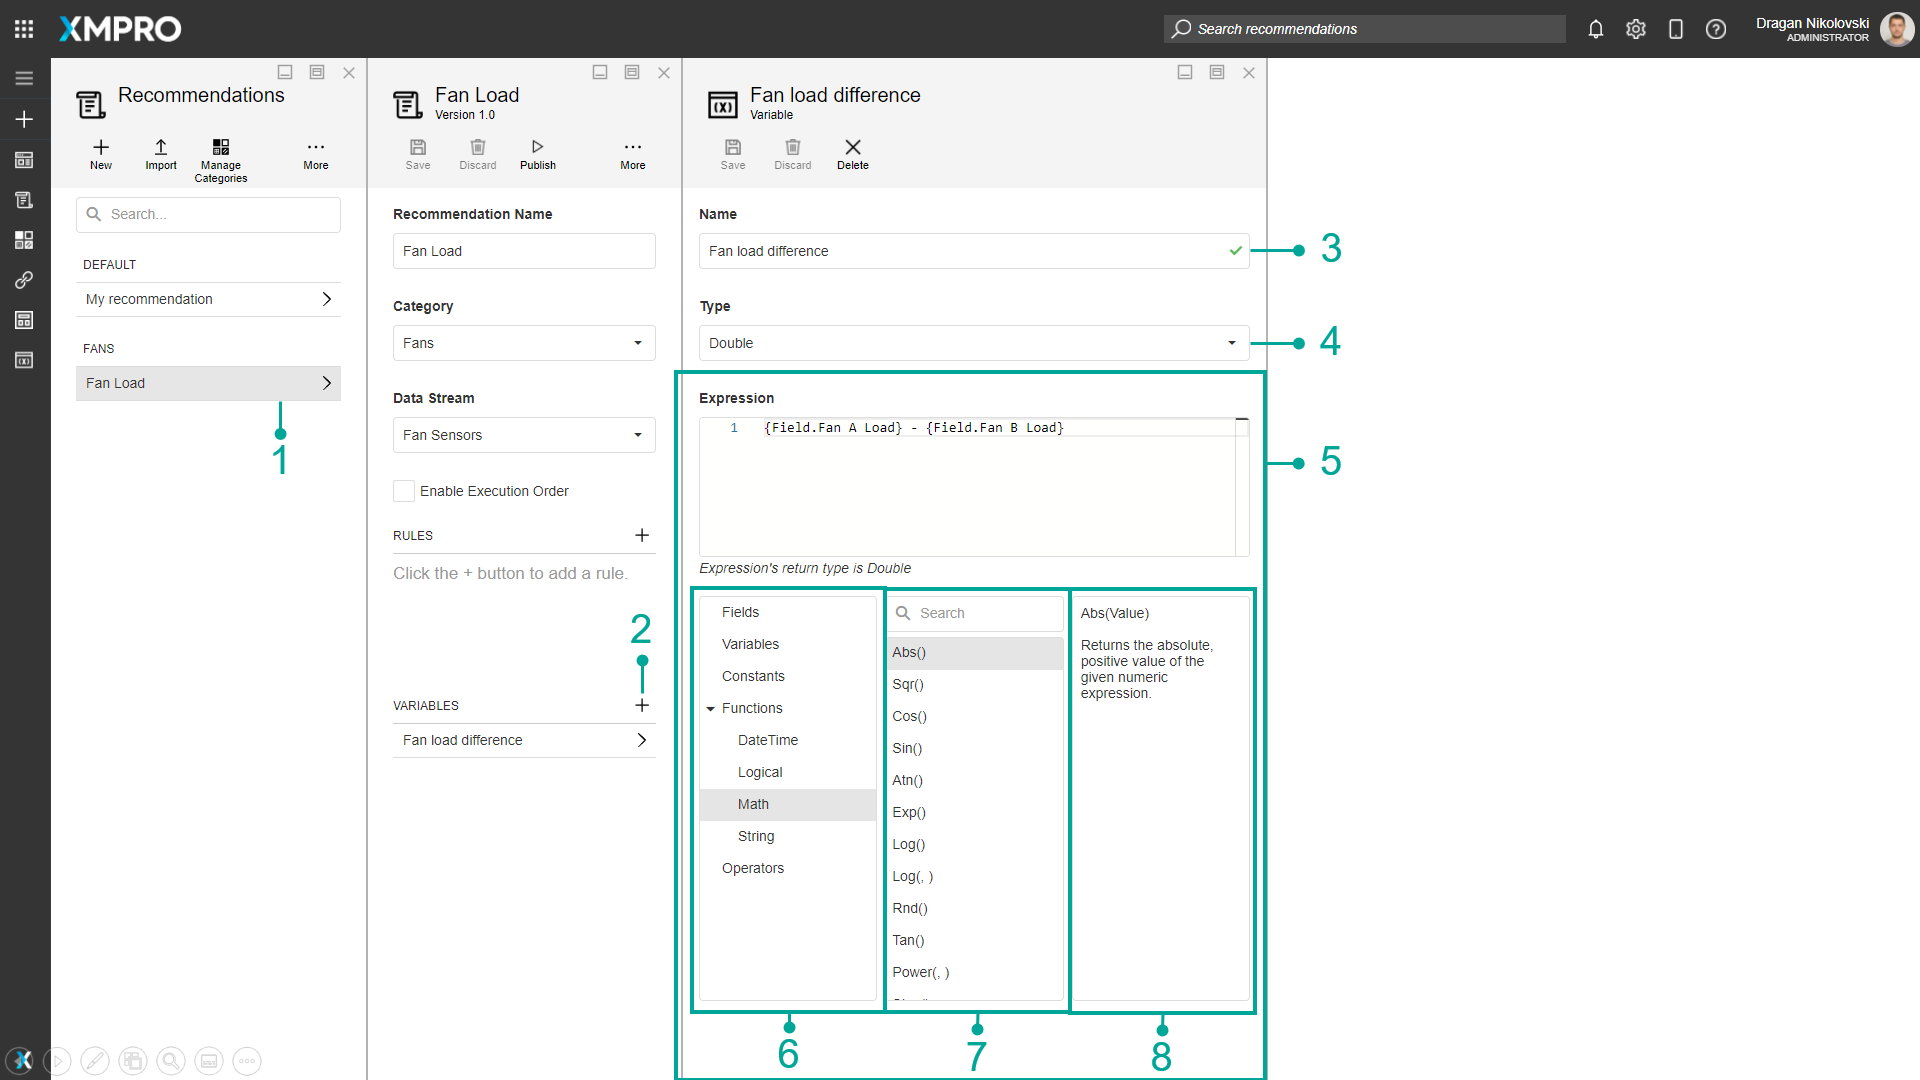 XMPRO
Search recommendations
Dragan Nikolovski
ADMINISTRATOR
Recommendations
New
Import
Manage
Categories
More
Search...
DEFAULT
My recommendation
FANS
Fan Load
1
Fan Load
Version 1.0
Save
Discard
Publish
More
Recommendation Name
Fan Load
Category
Fans
Data Stream
Fan Sensors
Enable Execution Order
RULES
Click the + button to add a rule.
2
VARIABLES
Fan load difference
Fan load difference
Variable
Save
Discard
Delete
Name
Fan load difference
3
Type
Double
4
Expression
1 {Field.Fan A Load} - {Field.Fan B Load}
5
Expression's return type is Double
Fields
Variables
Constants
Functions
DateTime
Logical
Math
String
Operators
6
Search
Abs()
Sqr()
Cos()
Sin()
Atn()
Exp()
Log()
Log(, )
Rnd()
Tan()
Power(, )
7
Abs(Value)
Returns the absolute,
positive value of the
given numeric
expression.
8